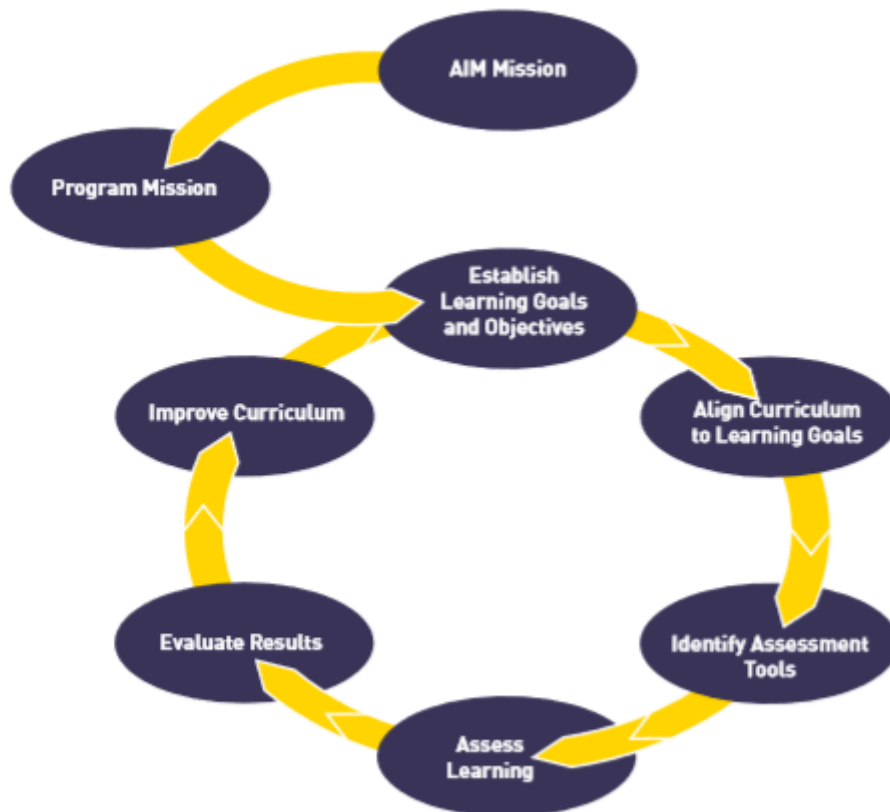 AIM Mission
Program Mission
Establish
Learning Goals
and Objectives
Align Curriculum
to Learning Goals
Identify Assessment
Tools
Assess
Learning
Evaluate Results
Improve Curriculum